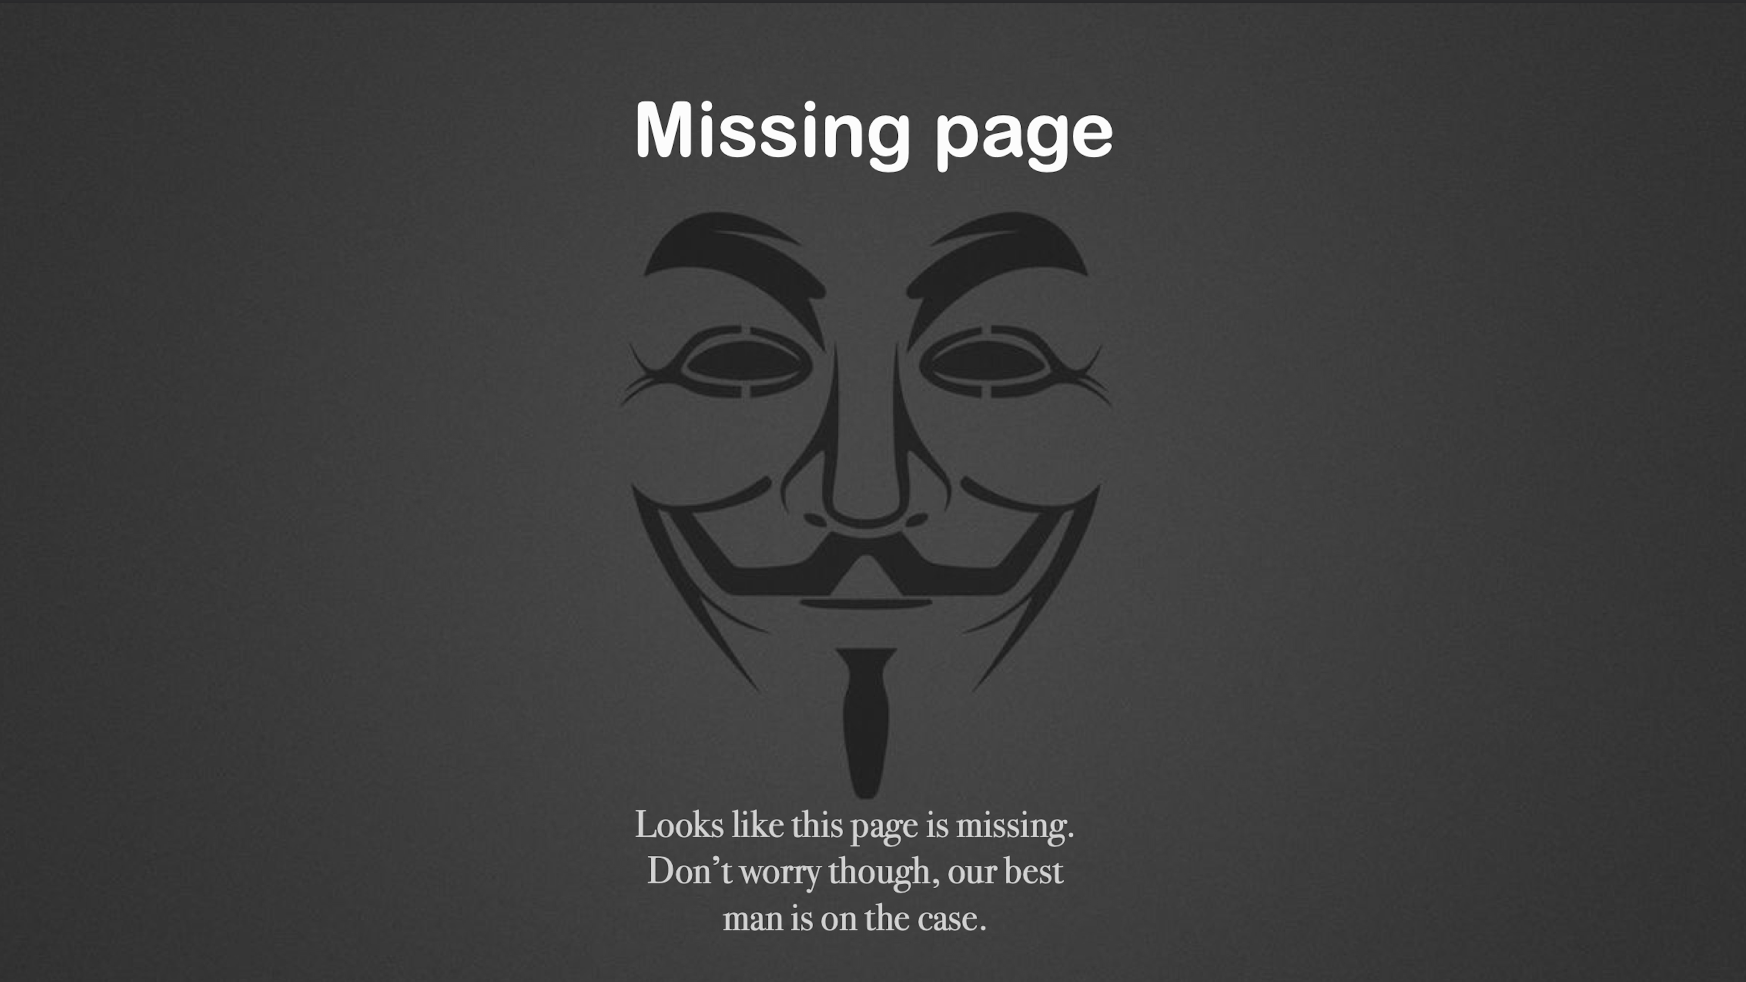 Missing page
Looks like this page is missing.
Don’t worry though, our best
man is on the case.